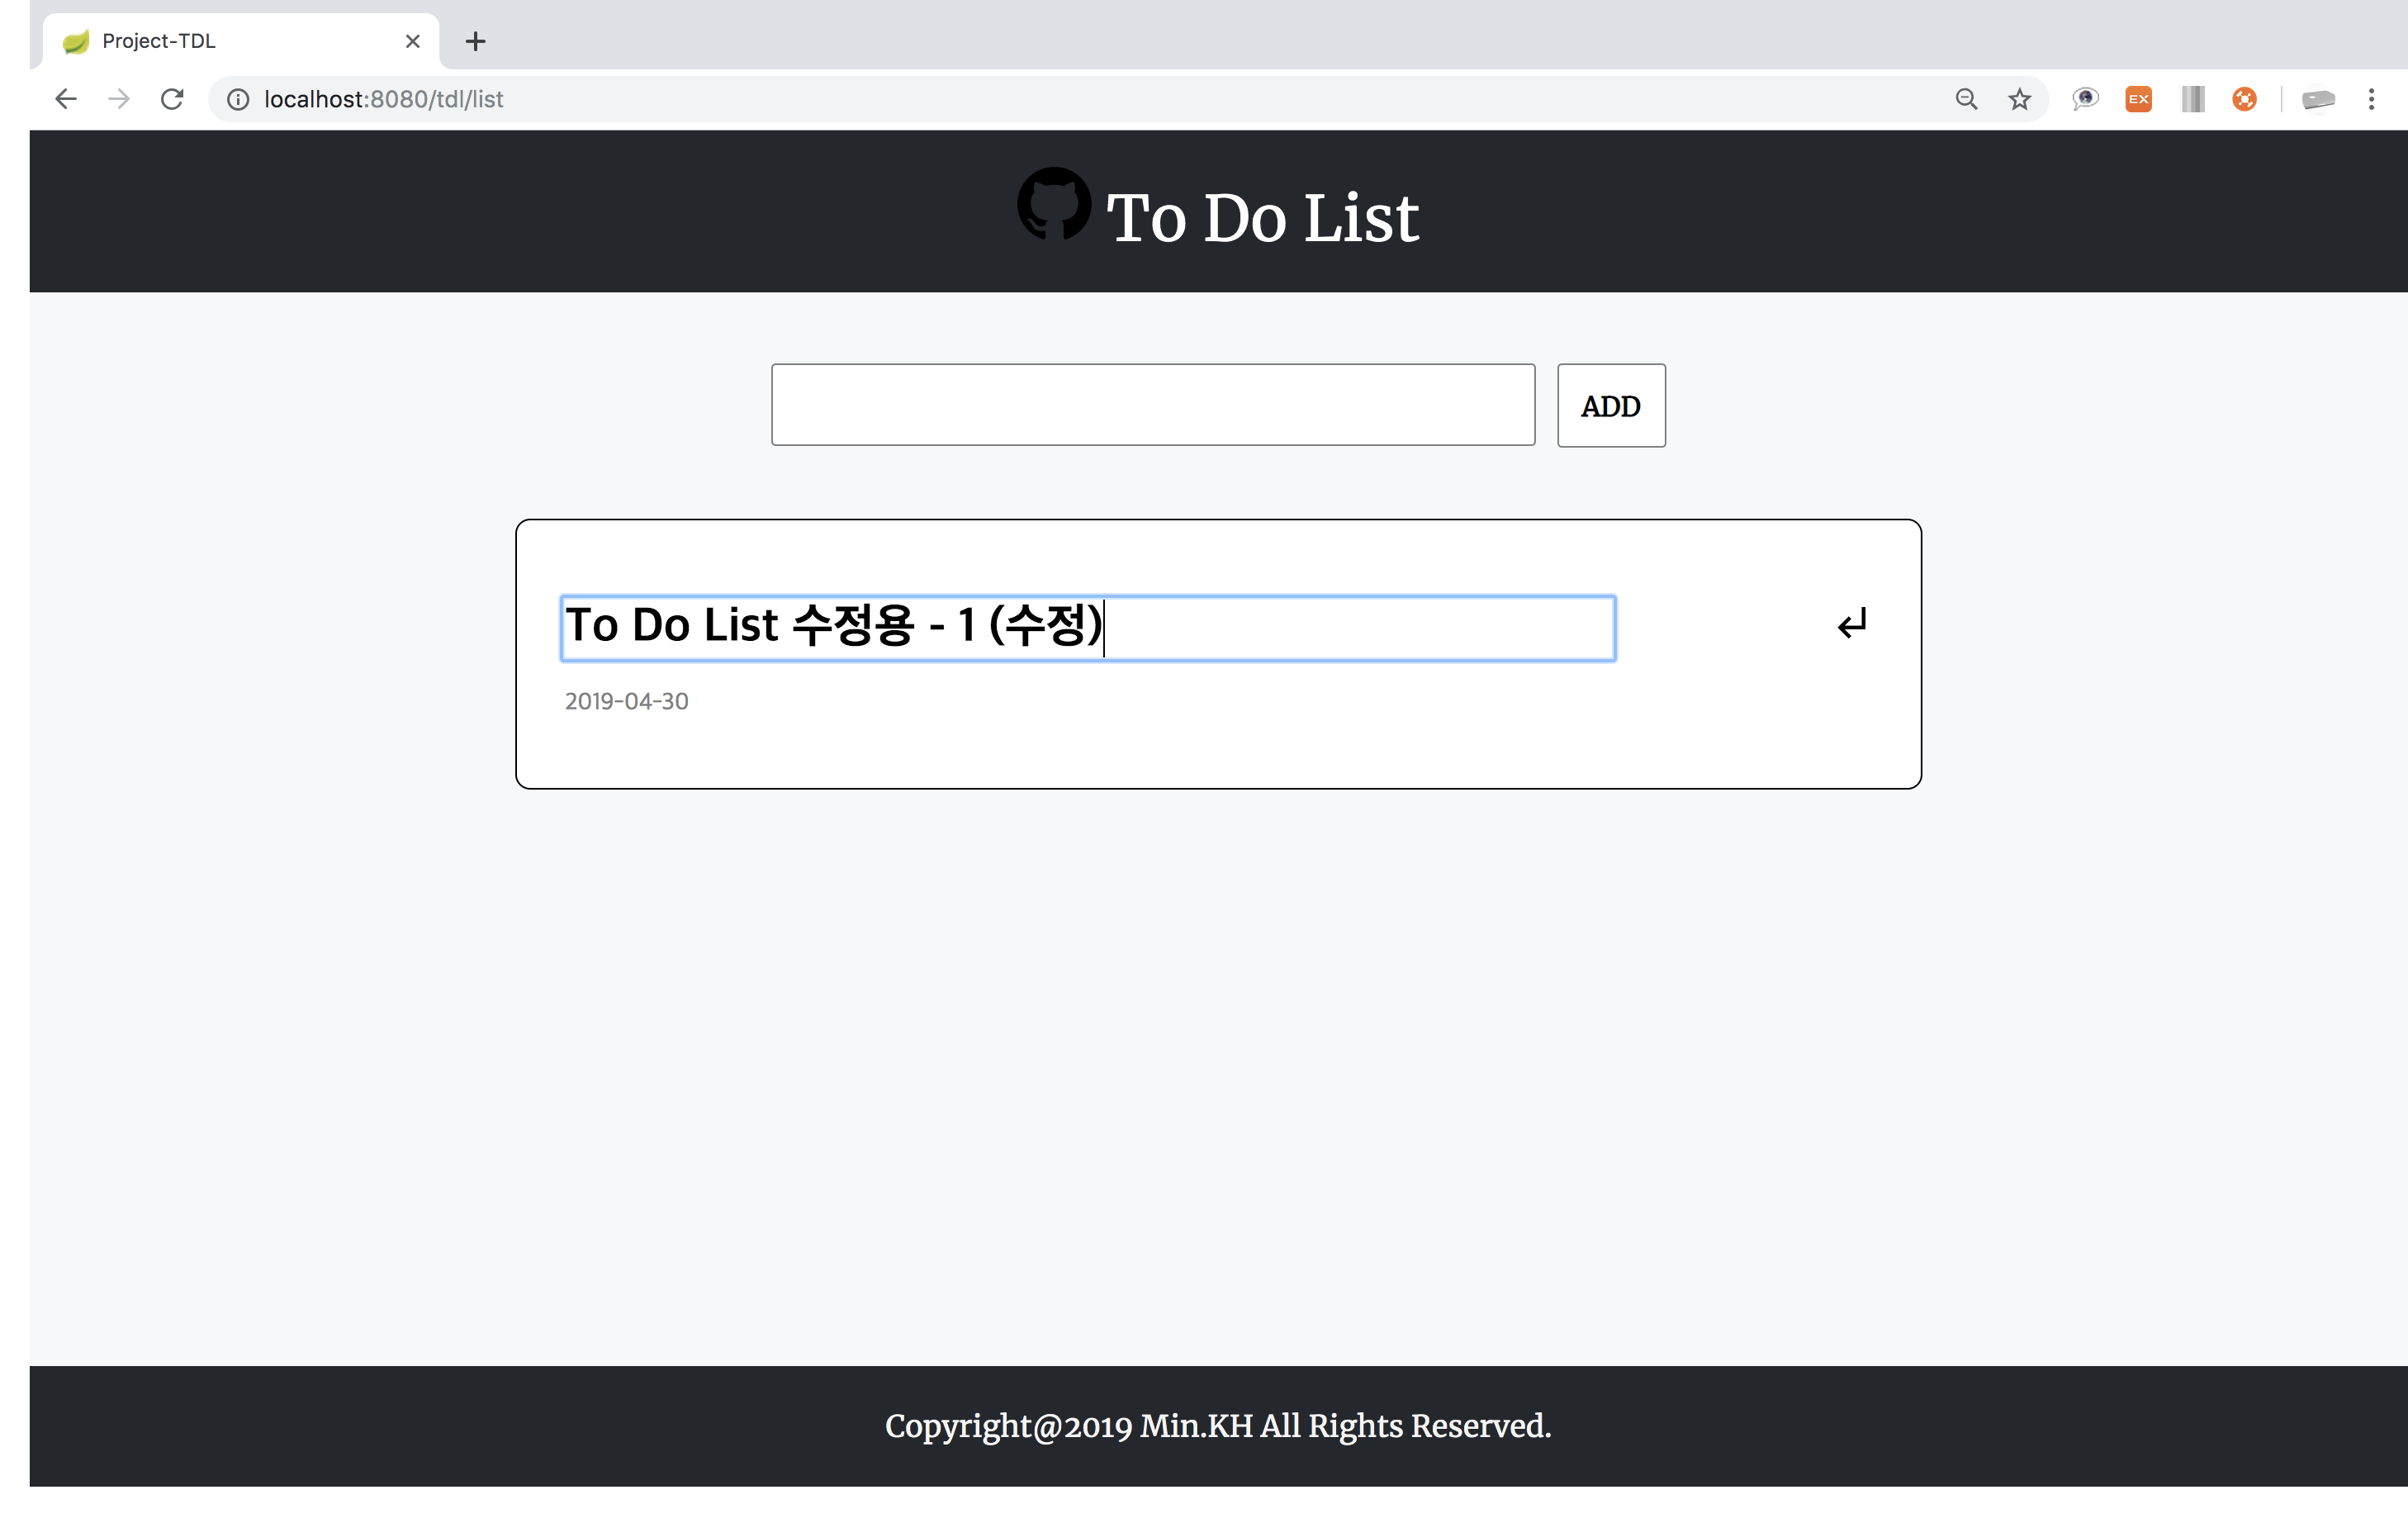 Project-TDL
localhost:8080/tdl/list
EX
To Do List
ADD
To Do List 수정용 - 1 (수정)
2019-04-30
Copyright@2019 Min.KH All Rights Reserved.